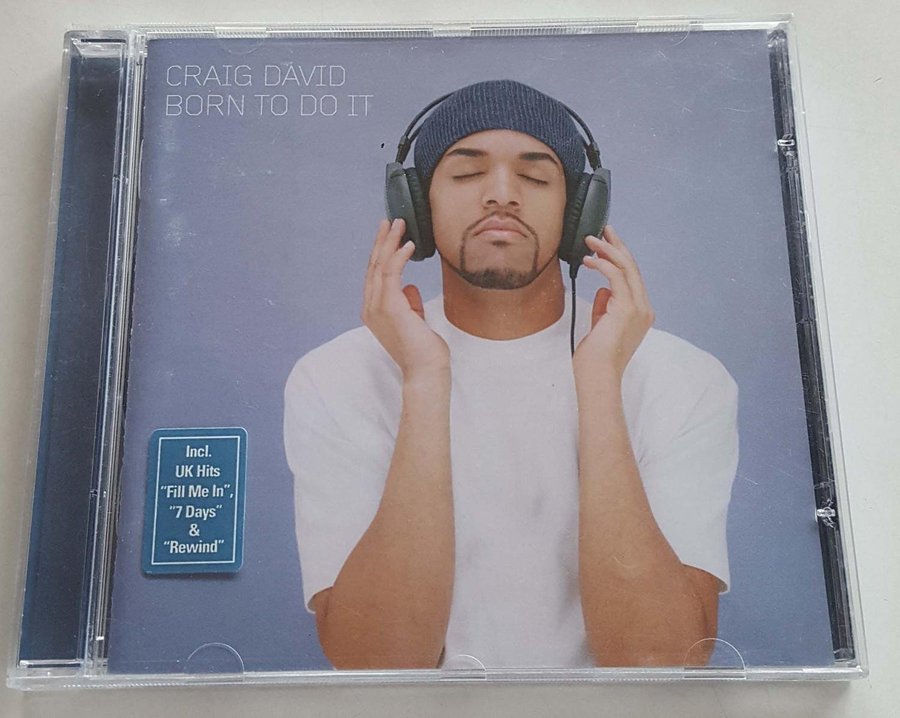 CRAIG DAVID
BORN TO DO IT
Incl.
UK Hits
“Fill Me In”,
“7 Days”
&
“Rewind”